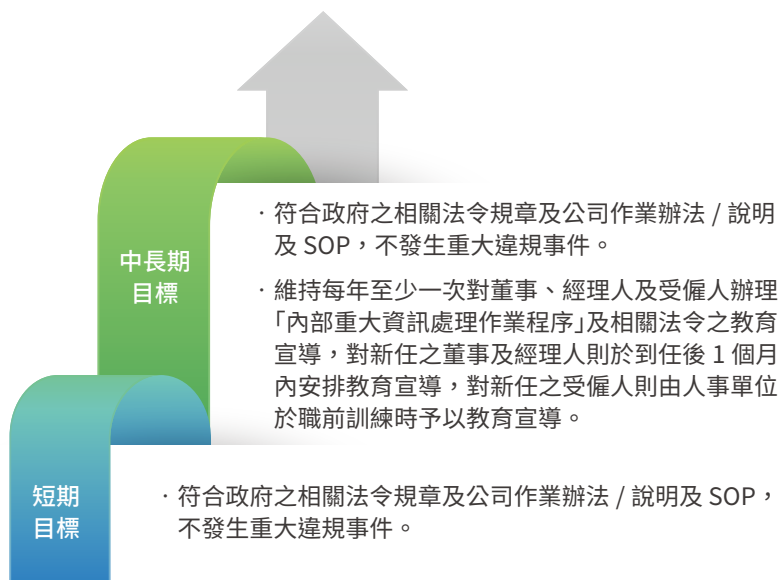 中長期
目標
· 符合政府之相關法令規章及公司作業辦法 / 說明
及 SOP，不發生重大違規事件。
· 維持每年至少一次對董事、經理人及受僱人辦理
「內部重大資訊處理作業程序」及相關法令之教育
宣導，對新任之董事及經理人則於到任後 1 個月
內安排教育宣導，對新任之受僱人則由人事單位
於職前訓練時予以教育宣導。
短期
目標
· 符合政府之相關法令規章及公司作業辦法 / 說明及 SOP，
不發生重大違規事件。